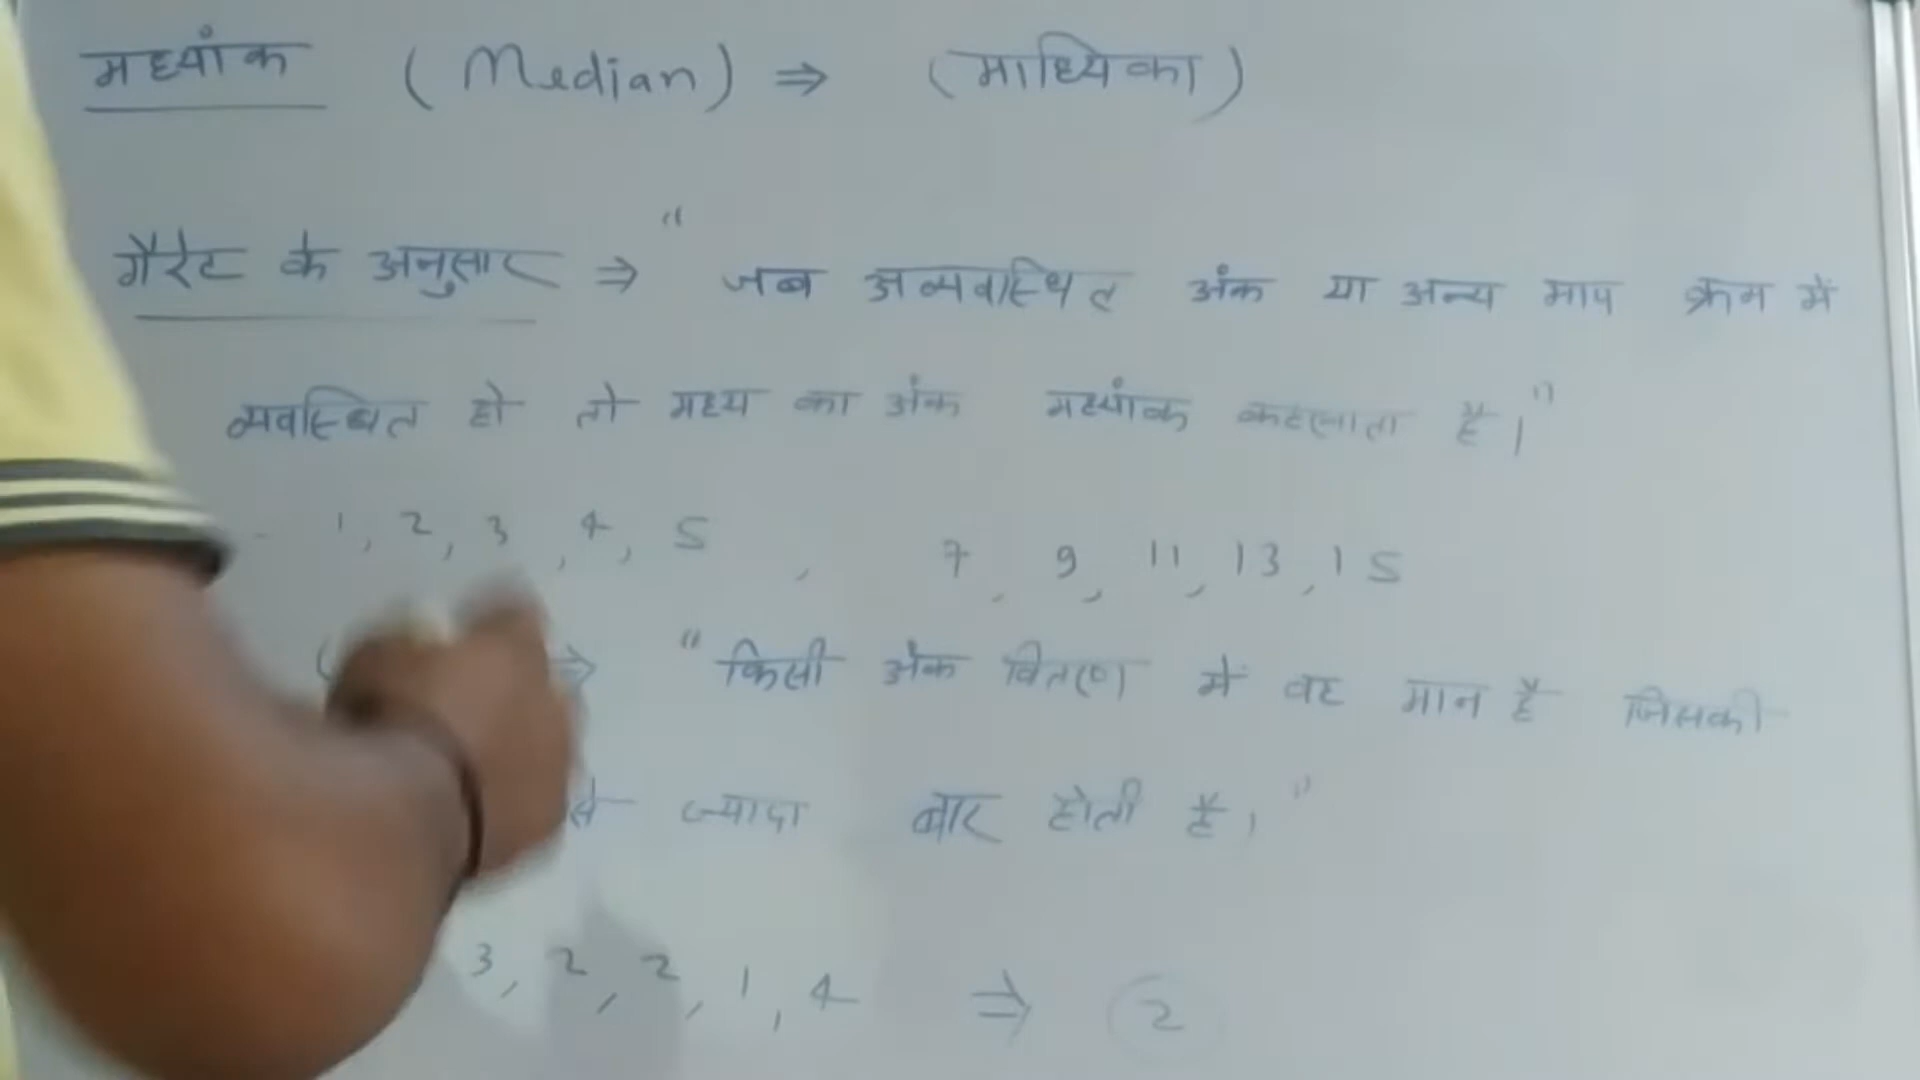 मध्यांक (Median) ⇒ (माध्यिका)
गैरेट के अनुसार ⇒ " जब अव्यवस्थित अंक या अन्य माप क्रम में
व्यवस्थित हो तो मध्य का अंक मध्यांक कहलाता है।"
1, 2, 3, 4, 5, 7, 9, 11, 13, 15
( ⇒ "किसी अंक वितरण में वह मान है जिसकी
से ज्यादा बार होती है।"
3, 2, 2, 1, 4 ⇒ 2